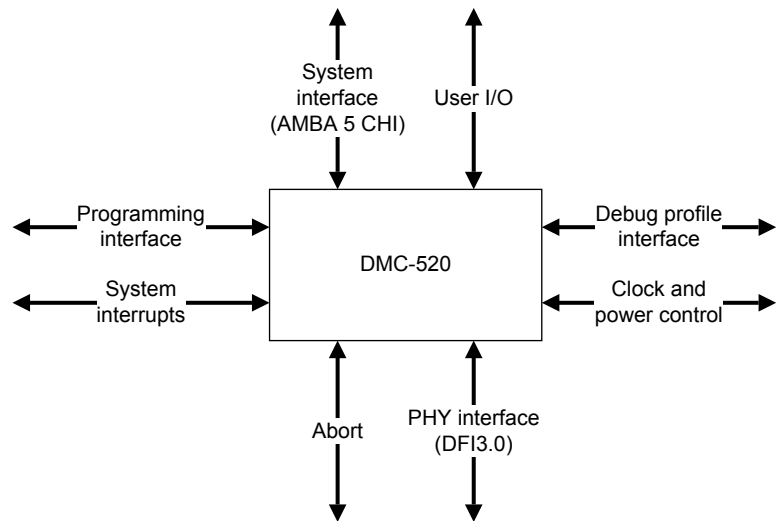 System
interface
(AMBA 5 CHI)
User I/O
Programming
interface
Debug profile
interface
DMC-520
System
interrupts
Clock and
power control
Abort
PHY interface
(DFI3.0)